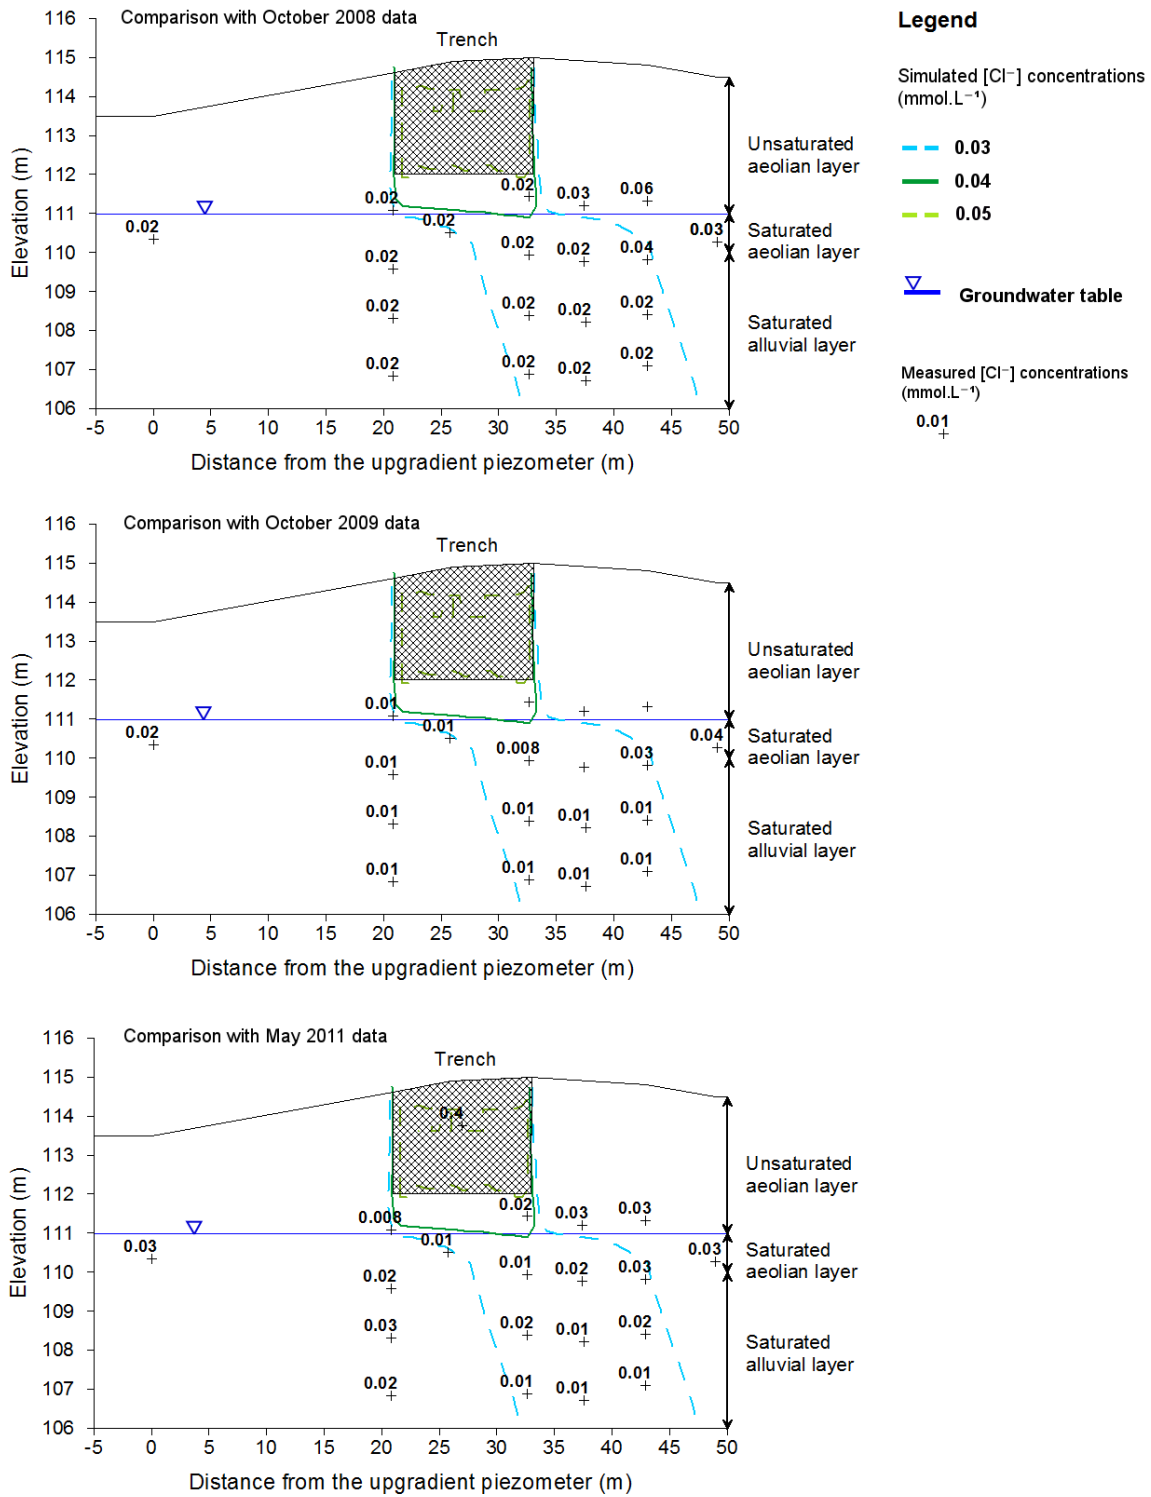 Comparison with October 2008 data
Trench
116
115
114
113
112
111
110
109
108
107
106
Elevation (m)
0.02
0.02
0.02
0.03
0.06
0.02
0.03
0.02
0.02
0.02
0.04
0.02
0.02
0.02
0.02
0.02
0.02
0.02
0.02
0.02
-5 0 5 10 15 20 25 30 35 40 45 50
Distance from the upgradient piezometer (m)
Unsaturated
aeolian layer
Saturated
aeolian layer
Saturated
alluvial layer
Legend
Simulated [Cl⁻] concentrations
(mmol.L⁻¹)
0.03
0.04
0.05
Groundwater table
Measured [Cl⁻] concentrations
(mmol.L⁻¹)
0.01
Comparison with October 2009 data
Trench
116
115
114
113
112
111
110
109
108
107
106
Elevation (m)
0.02
0.01
0.01
0.04
0.01
0.008
0.03
0.01
0.01
0.01
0.01
0.01
0.01
0.01
0.01
-5 0 5 10 15 20 25 30 35 40 45 50
Distance from the upgradient piezometer (m)
Unsaturated
aeolian layer
Saturated
aeolian layer
Saturated
alluvial layer
Comparison with May 2011 data
Trench
116
115
114
113
112
111
110
109
108
107
106
Elevation (m)
0.4
0.008
0.02
0.03
0.03
0.03
0.01
0.03
0.02
0.01
0.02
0.03
0.03
0.02
0.01
0.02
0.02
0.01
0.01
0.01
-5 0 5 10 15 20 25 30 35 40 45 50
Distance from the upgradient piezometer (m)
Unsaturated
aeolian layer
Saturated
aeolian layer
Saturated
alluvial layer